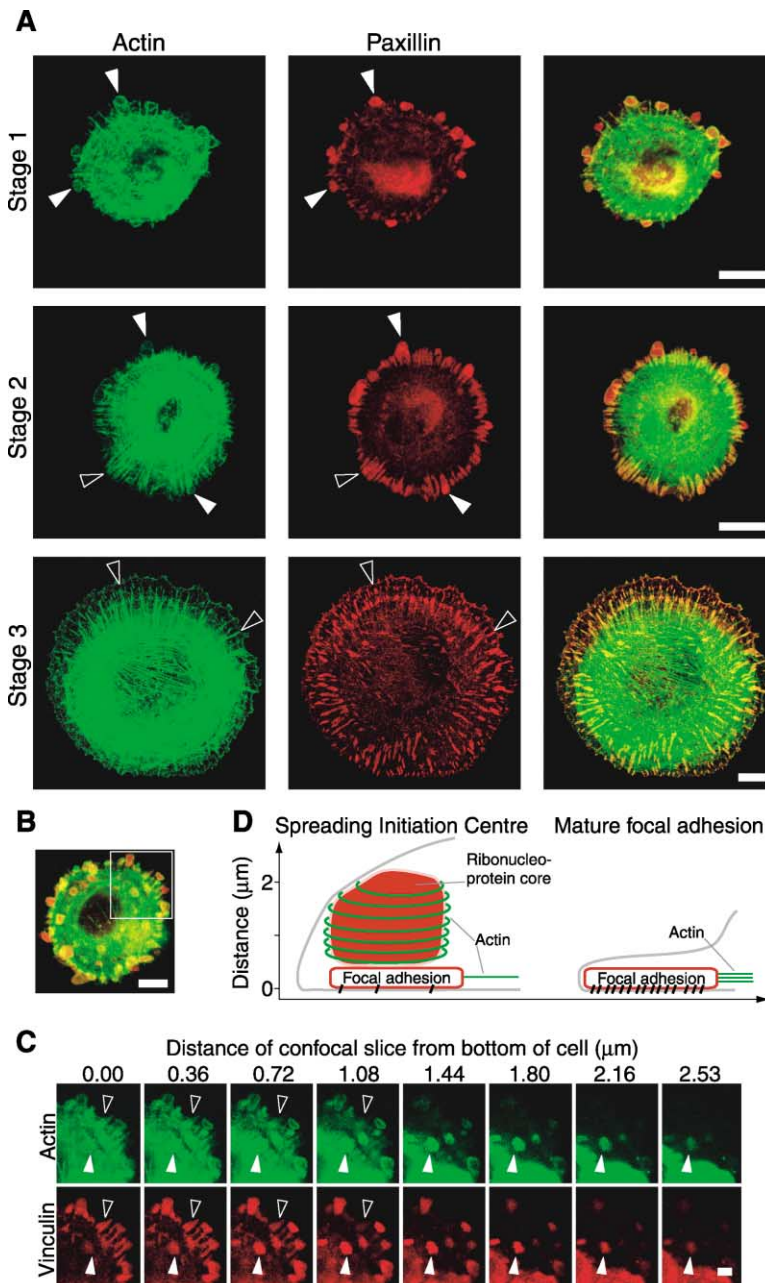 A
Actin
Paxillin
Stage 1
Stage 2
Stage 3
B
D
Spreading Initiation Centre
Mature focal adhesion
Distance (μm)
2
0
Ribonucleo-
protein core
Actin
Focal adhesion
Actin
Focal adhesion
C
Distance of confocal slice from bottom of cell (μm)
0.00 0.36 0.72 1.08 1.44 1.80 2.16 2.53
Actin
Vinculin